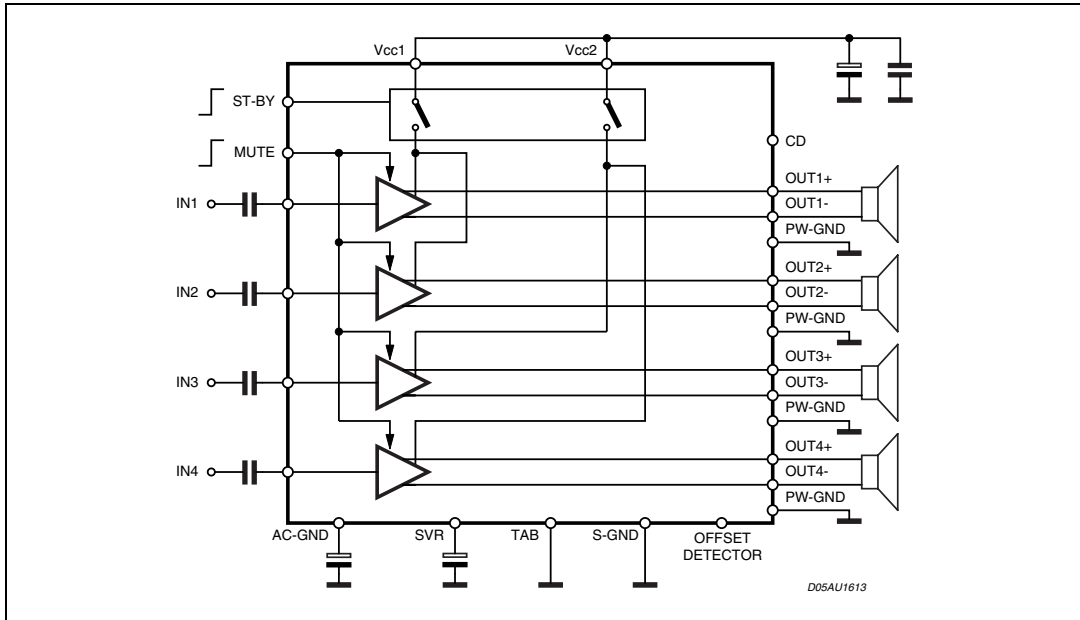 Vcc1
Vcc2
ST-BY
MUTE
CD
IN1
OUT1+
OUT1-
PW-GND
IN2
OUT2+
OUT2-
PW-GND
IN3
OUT3+
OUT3-
PW-GND
IN4
OUT4+
OUT4-
PW-GND
AC-GND
SVR
TAB
S-GND
OFFSET
DETECTOR
D05AU1613